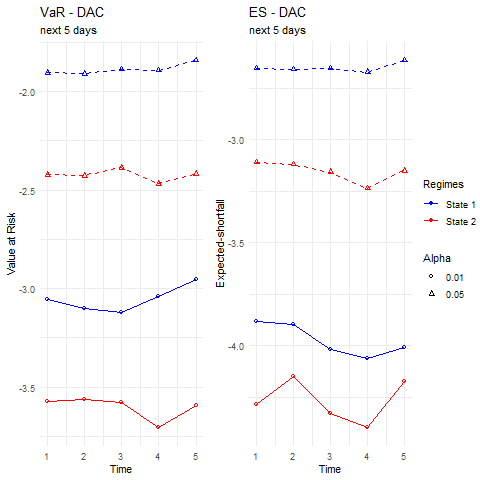 VaR - DAC
next 5 days
Value at Risk
-2.0
-2.5
-3.0
-3.5
1 2 3 4 5
Time
ES - DAC
next 5 days
Expected-shortfall
-3.0
-3.5
-4.0
1 2 3 4 5
Time
Regimes
State 1
State 2
Alpha
0.01
0.05